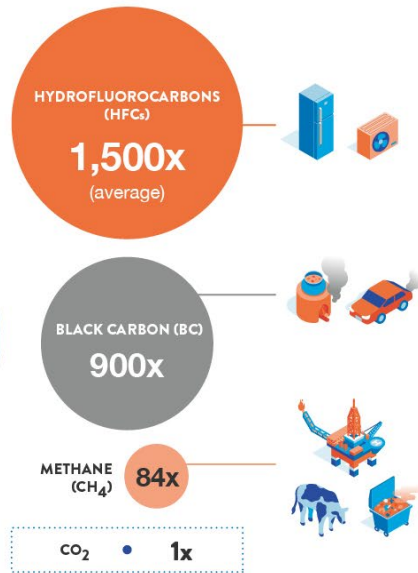 HYDROFLUOROCARBONS
(HFCs)
1,500x
(average)
BLACK CARBON (BC)
900x
METHANE
(CH₄)
84x
CO₂
1x